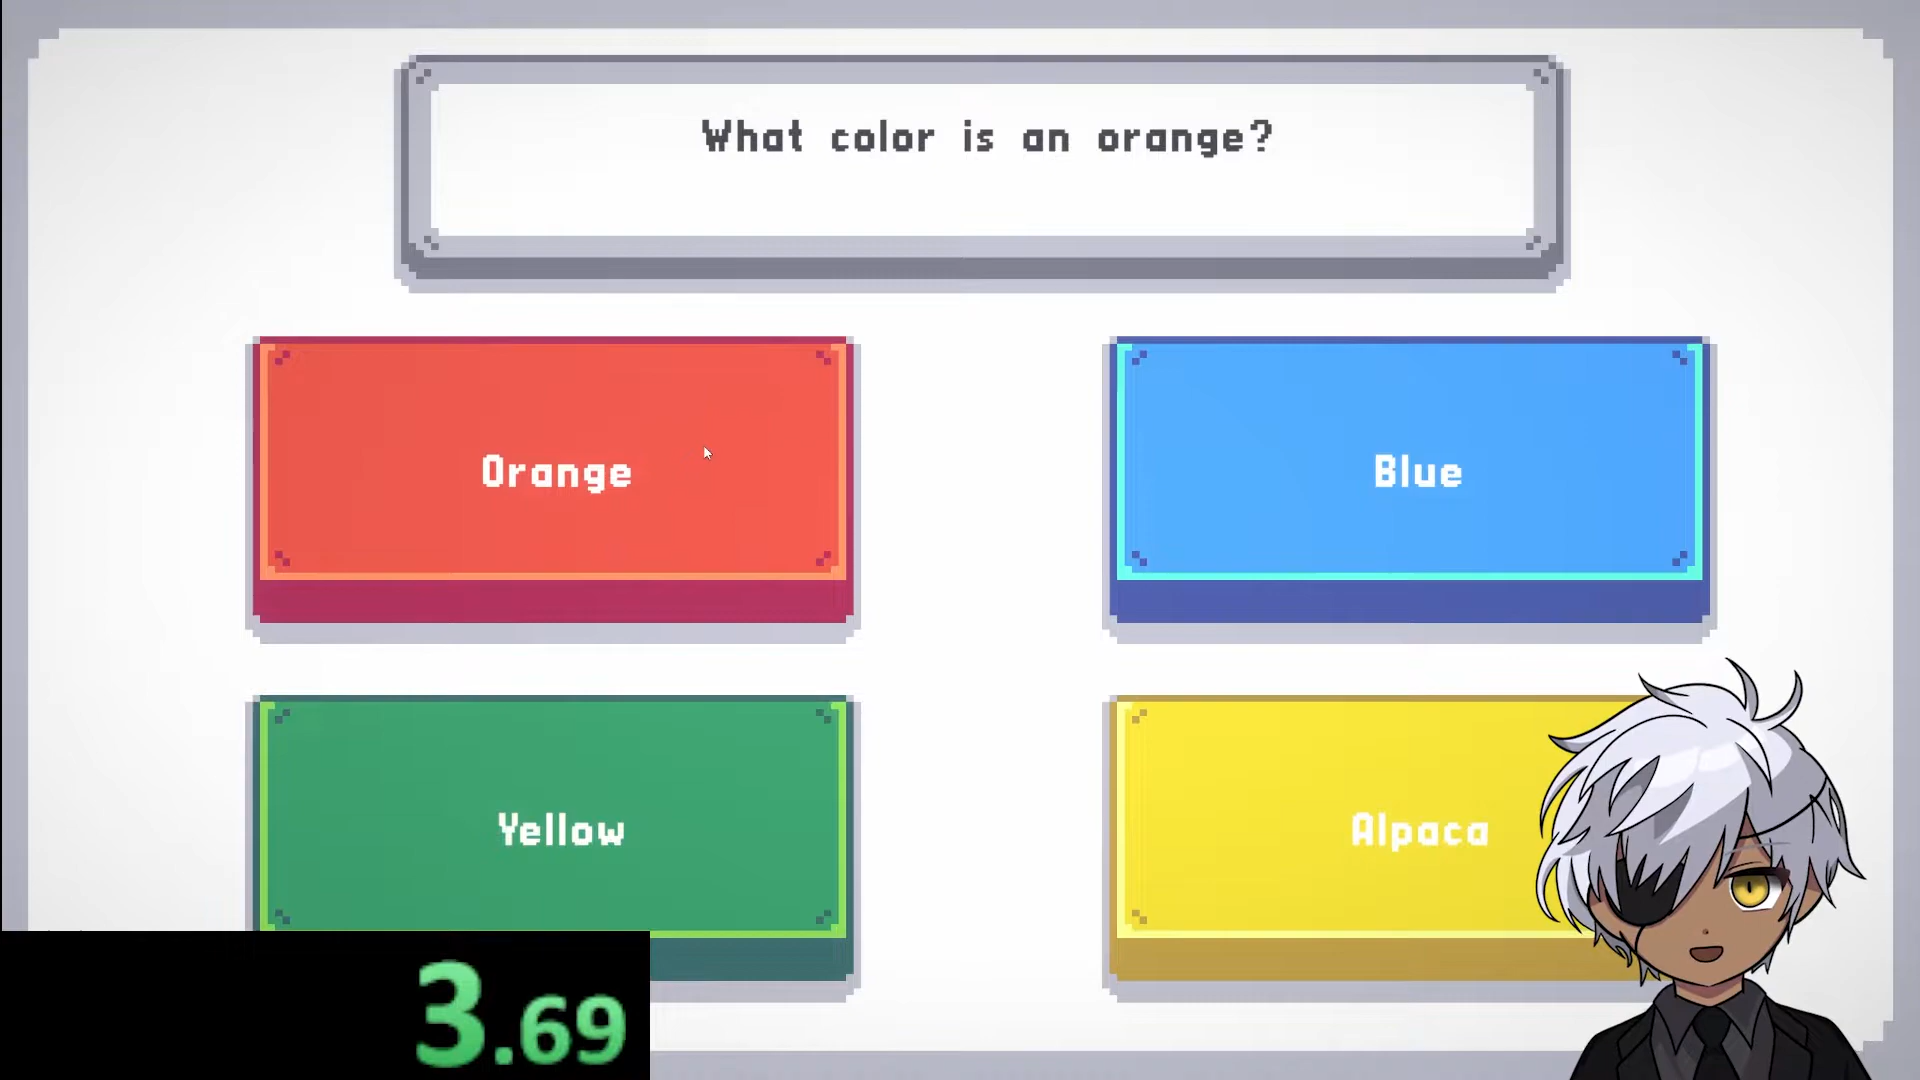 What color is an orange?
Orange
Blue
Yellow
Alpaca
3.69